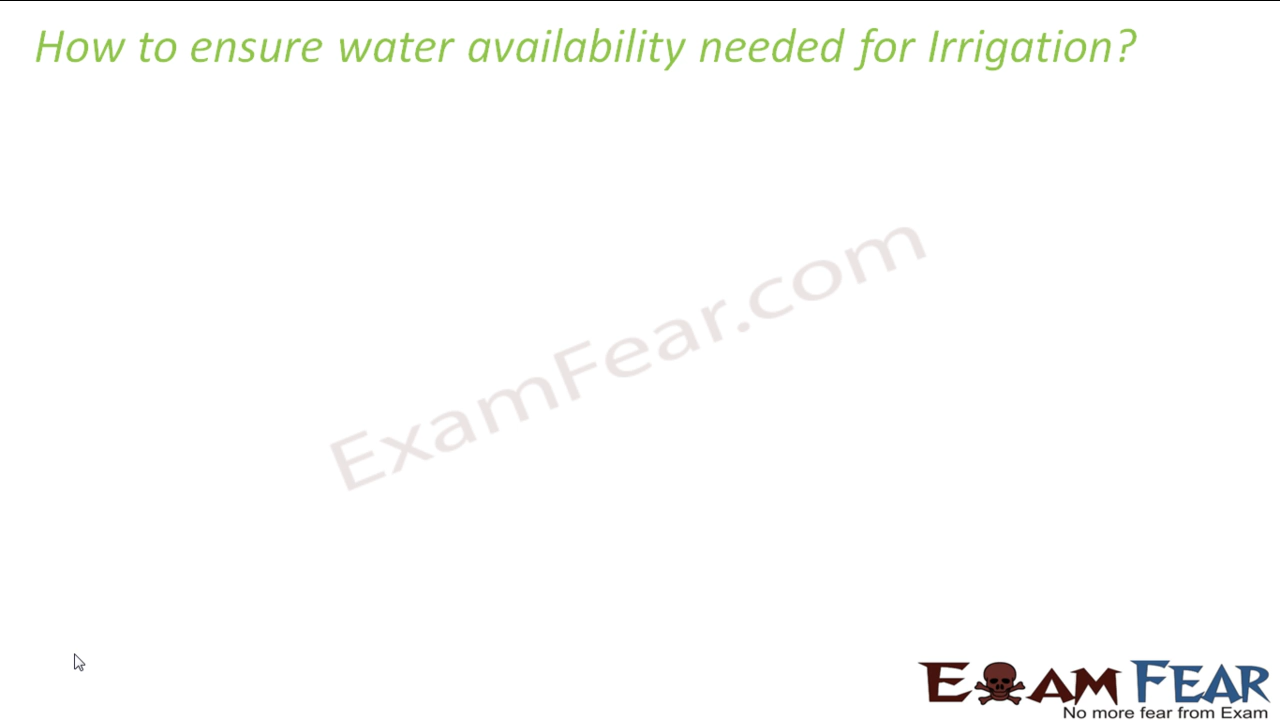 How to ensure water availability needed for Irrigation?
ExamFear.com
EXAM FEAR
No more fear from Exam